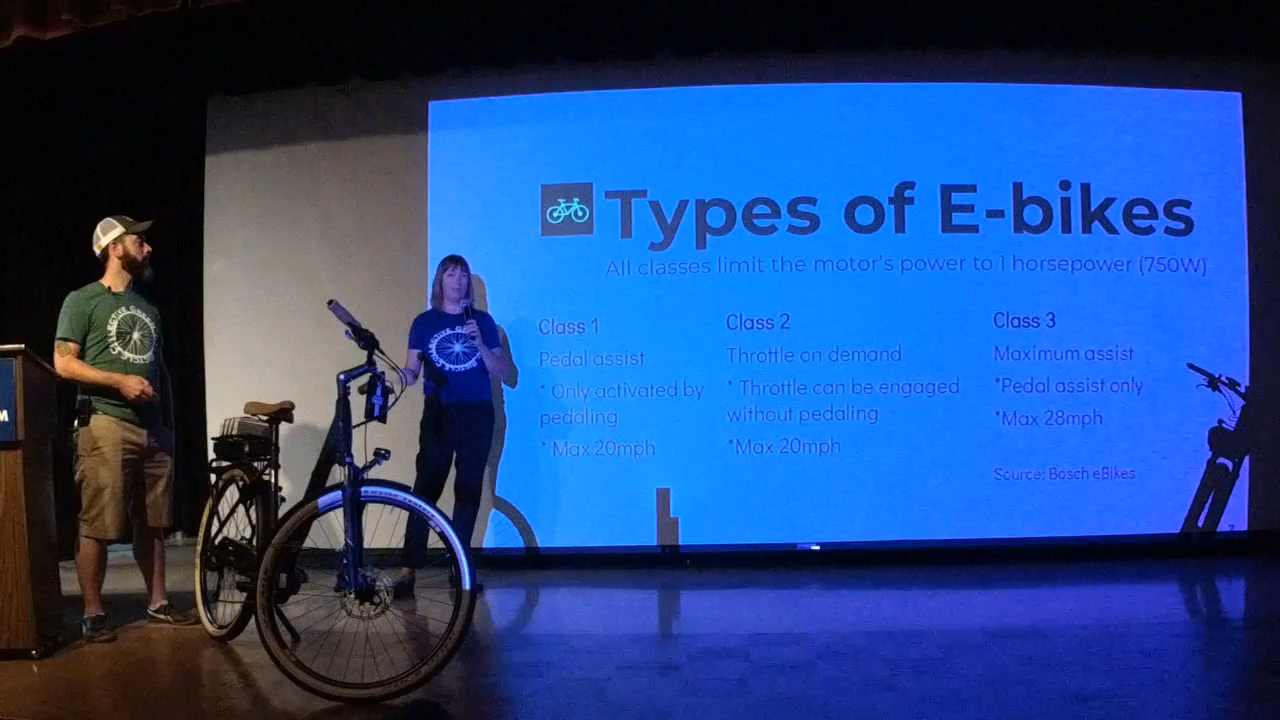 Types of E-bikes
All classes limit the motor's power to 1 horsepower (750W)
Class 1
Pedal assist
* Only activated by
pedaling
* Max 20mph
Class 2
Throttle on demand
* Throttle can be engaged
without pedaling
*Max 20mph
Class 3
Maximum assist
*Pedal assist only
*Max 28mph
Source: Bosch eBikes
M